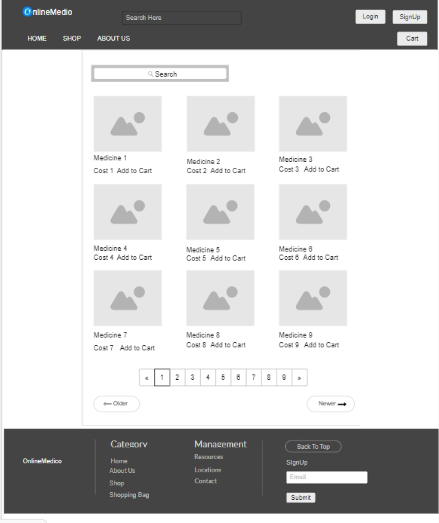 OnlineMedio
Search Here
Login SignUp
HOME SHOP ABOUT US
Cart
Search
Medicine 1
Cost 1 Add to Cart
Medicine 2
Cost 2 Add to Cart
Medicine 3
Cost 3 Add to Cart
Medicine 4
Cost 4 Add to Cart
Medicine 5
Cost 5 Add to Cart
Medicine 6
Cost 6 Add to Cart
Medicine 7
Cost 7 Add to Cart
Medicine 8
Cost 8 Add to Cart
Medicine 9
Cost 9 Add to Cart
« 1 2 3 4 5 6 7 8 9 »
← Older
Newer →
OnlineMedico
Category
Home
About Us
Shop
Shopping Bag
Management
Resources
Locations
Contact
Back To Top
SignUp
Email
Submit